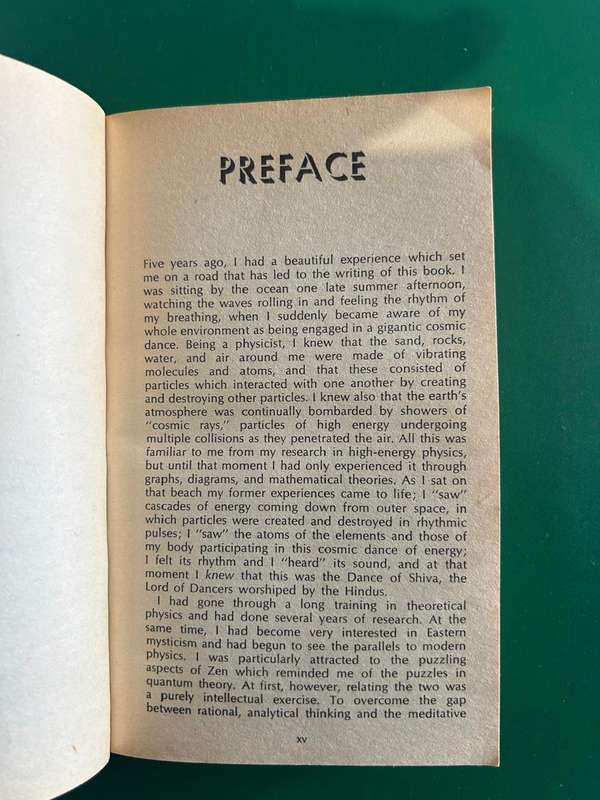 PREFACE
Five years ago, I had a beautiful experience which set
me on a road that has led to the writing of this book. I
was sitting by the ocean one late summer afternoon,
watching the waves rolling in and feeling the rhythm of
my breathing, when I suddenly became aware of my
whole environment as being engaged in a gigantic cosmic
dance. Being a physicist, I knew that the sand, rocks,
water, and air around me were made of vibrating
molecules and atoms, and that these consisted of
particles which interacted with one another by creating
and destroying other particles. I knew also that the earth's
atmosphere was continually bombarded by showers of
"cosmic rays," particles of high energy undergoing
multiple collisions as they penetrated the air. All this was
familiar to me from my research in high-energy physics,
but until that moment I had only experienced it through
graphs, diagrams, and mathematical theories. As I sat on
that beach my former experiences came to life; I "saw"
cascades of energy coming down from outer space, in
which particles were created and destroyed in rhythmic
pulses; I "saw" the atoms of the elements and those of
my body participating in this cosmic dance of energy;
I felt its rhythm and I "heard" its sound, and at that
moment I knew that this was the Dance of Shiva, the
Lord of Dancers worshiped by the Hindus.
I had gone through a long training in theoretical
physics and had done several years of research. At the
same time, I had become very interested in Eastern
mysticism and had begun to see the parallels to modern
physics. I was particularly attracted to the puzzling
aspects of Zen which reminded me of the puzzles in
quantum theory. At first, however, relating the two was
a purely intellectual exercise. To overcome the gap
between rational, analytical thinking and the meditative
xv